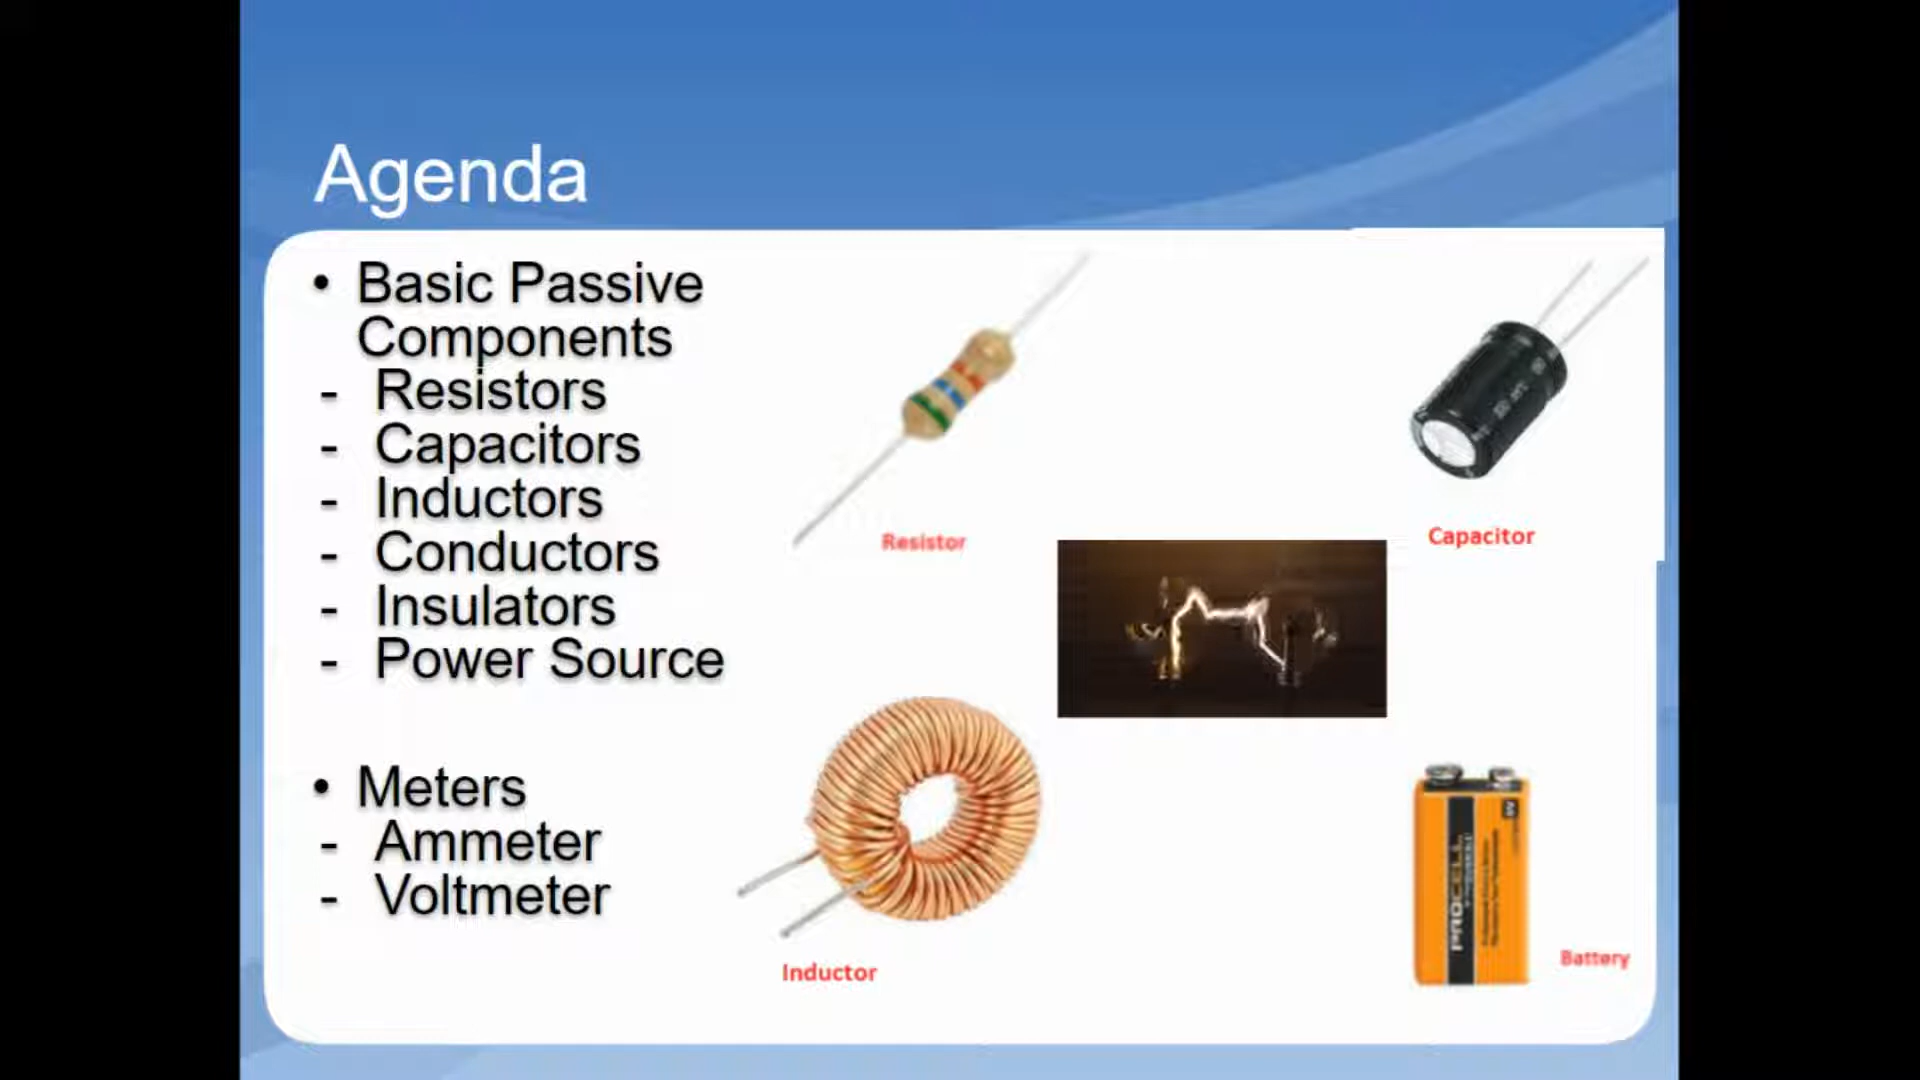 Agenda
• Basic Passive
Components
- Resistors
- Capacitors
- Inductors
- Conductors
- Insulators
- Power Source
• Meters
- Ammeter
- Voltmeter
Resistor
Capacitor
Inductor
PROCELL
Battery